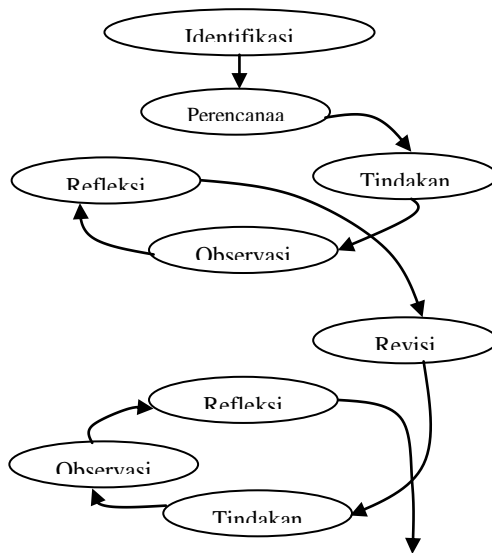 Identifikasi
Perencanaa
Tindakan
Refleksi
Observasi
Revisi
Refleksi
Observasi
Tindakan